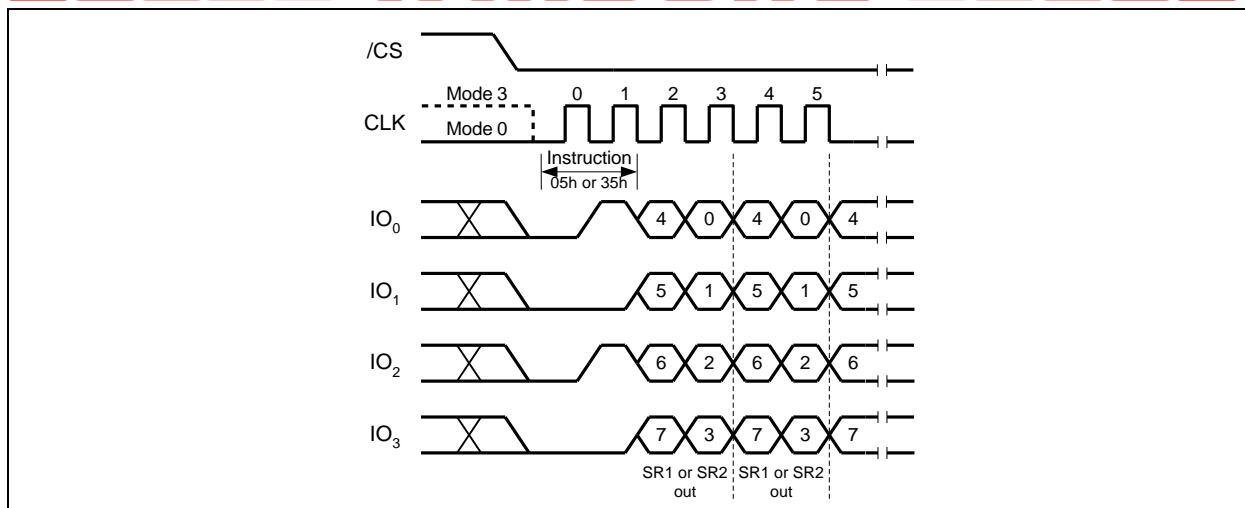 /CS
Mode 3 0 1 2 3 4 5
CLK
Mode 0
Instruction
05h or 35h
IO0 4 0 4 0 4
IO1 5 1 5 1 5
IO2 6 2 6 2 6
IO3 7 3 7 3 7
SR1 or SR2 SR1 or SR2
out out